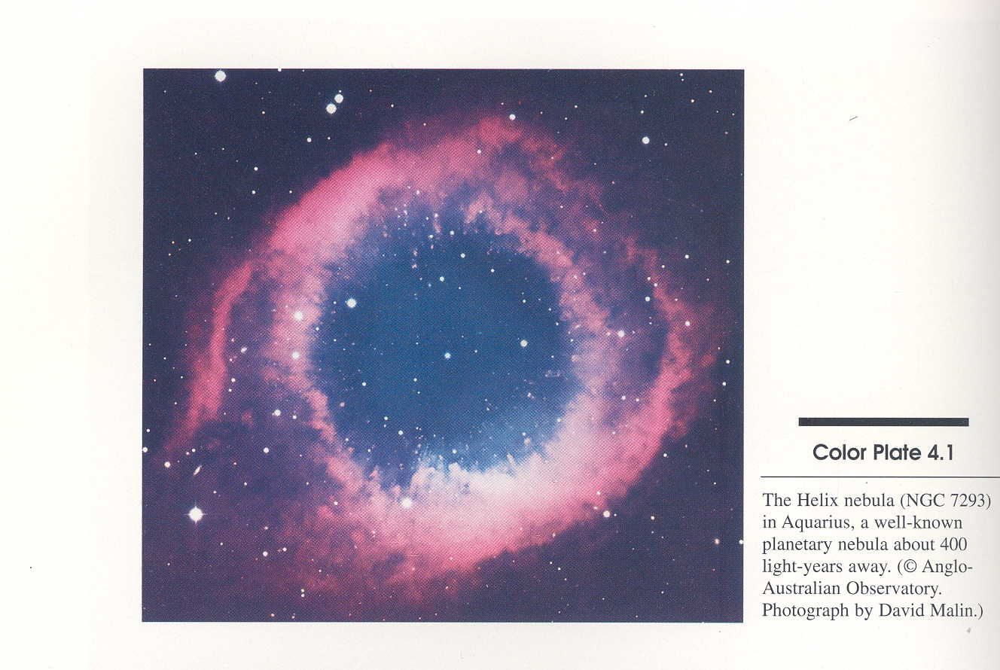 Color Plate 4.1
The Helix nebula (NGC 7293)
in Aquarius, a well-known
planetary nebula about 400
light-years away. (© Anglo-
Australian Observatory.
Photograph by David Malin.)